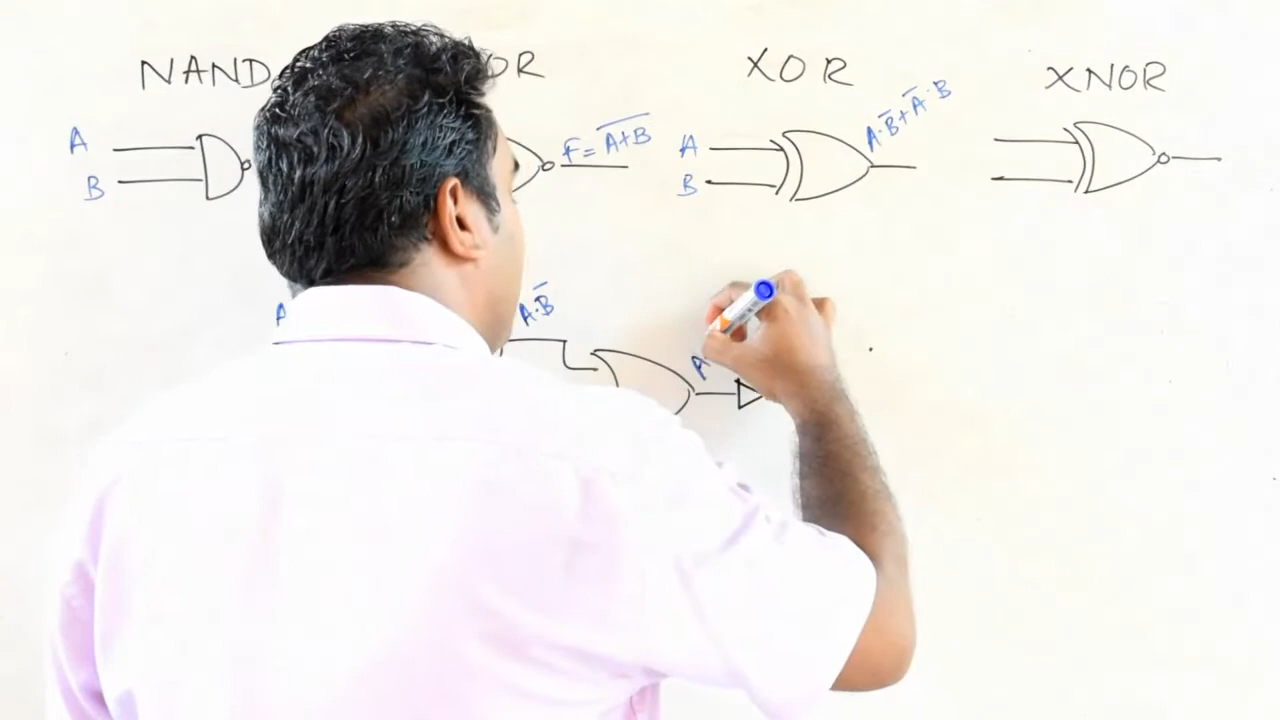 NAND
OR
XOR
XNOR
A
B
F = A̅+̅B̅
A
B
A·B̅ + A̅·B
A
A·B̅
A